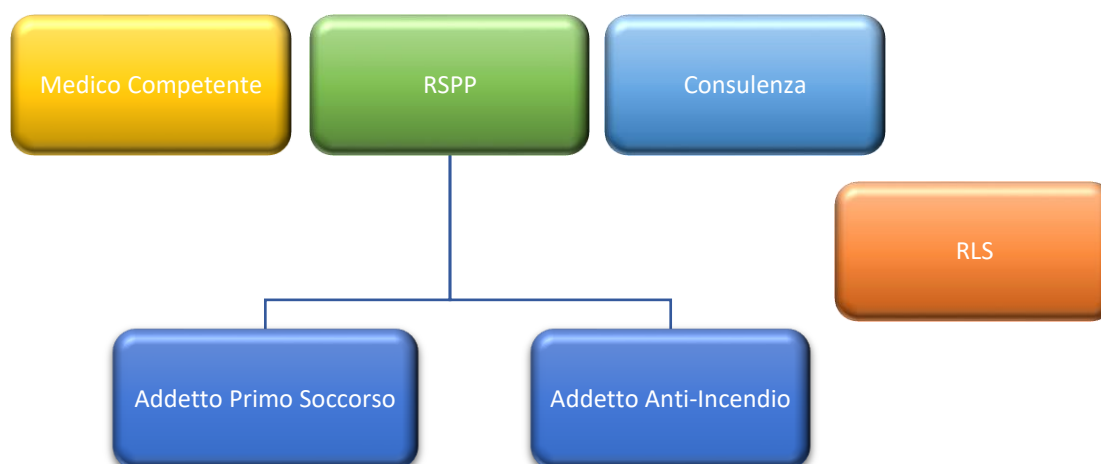 Medico Competente
RSPP
Consulenza
RLS
Addetto Primo Soccorso
Addetto Anti-Incendio